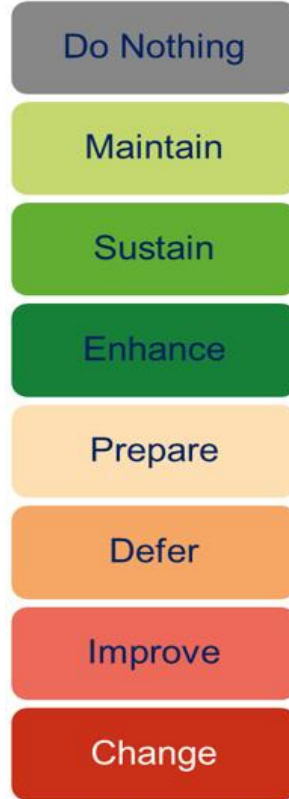 Do Nothing
Maintain
Sustain
Enhance
Prepare
Defer
Improve
Change